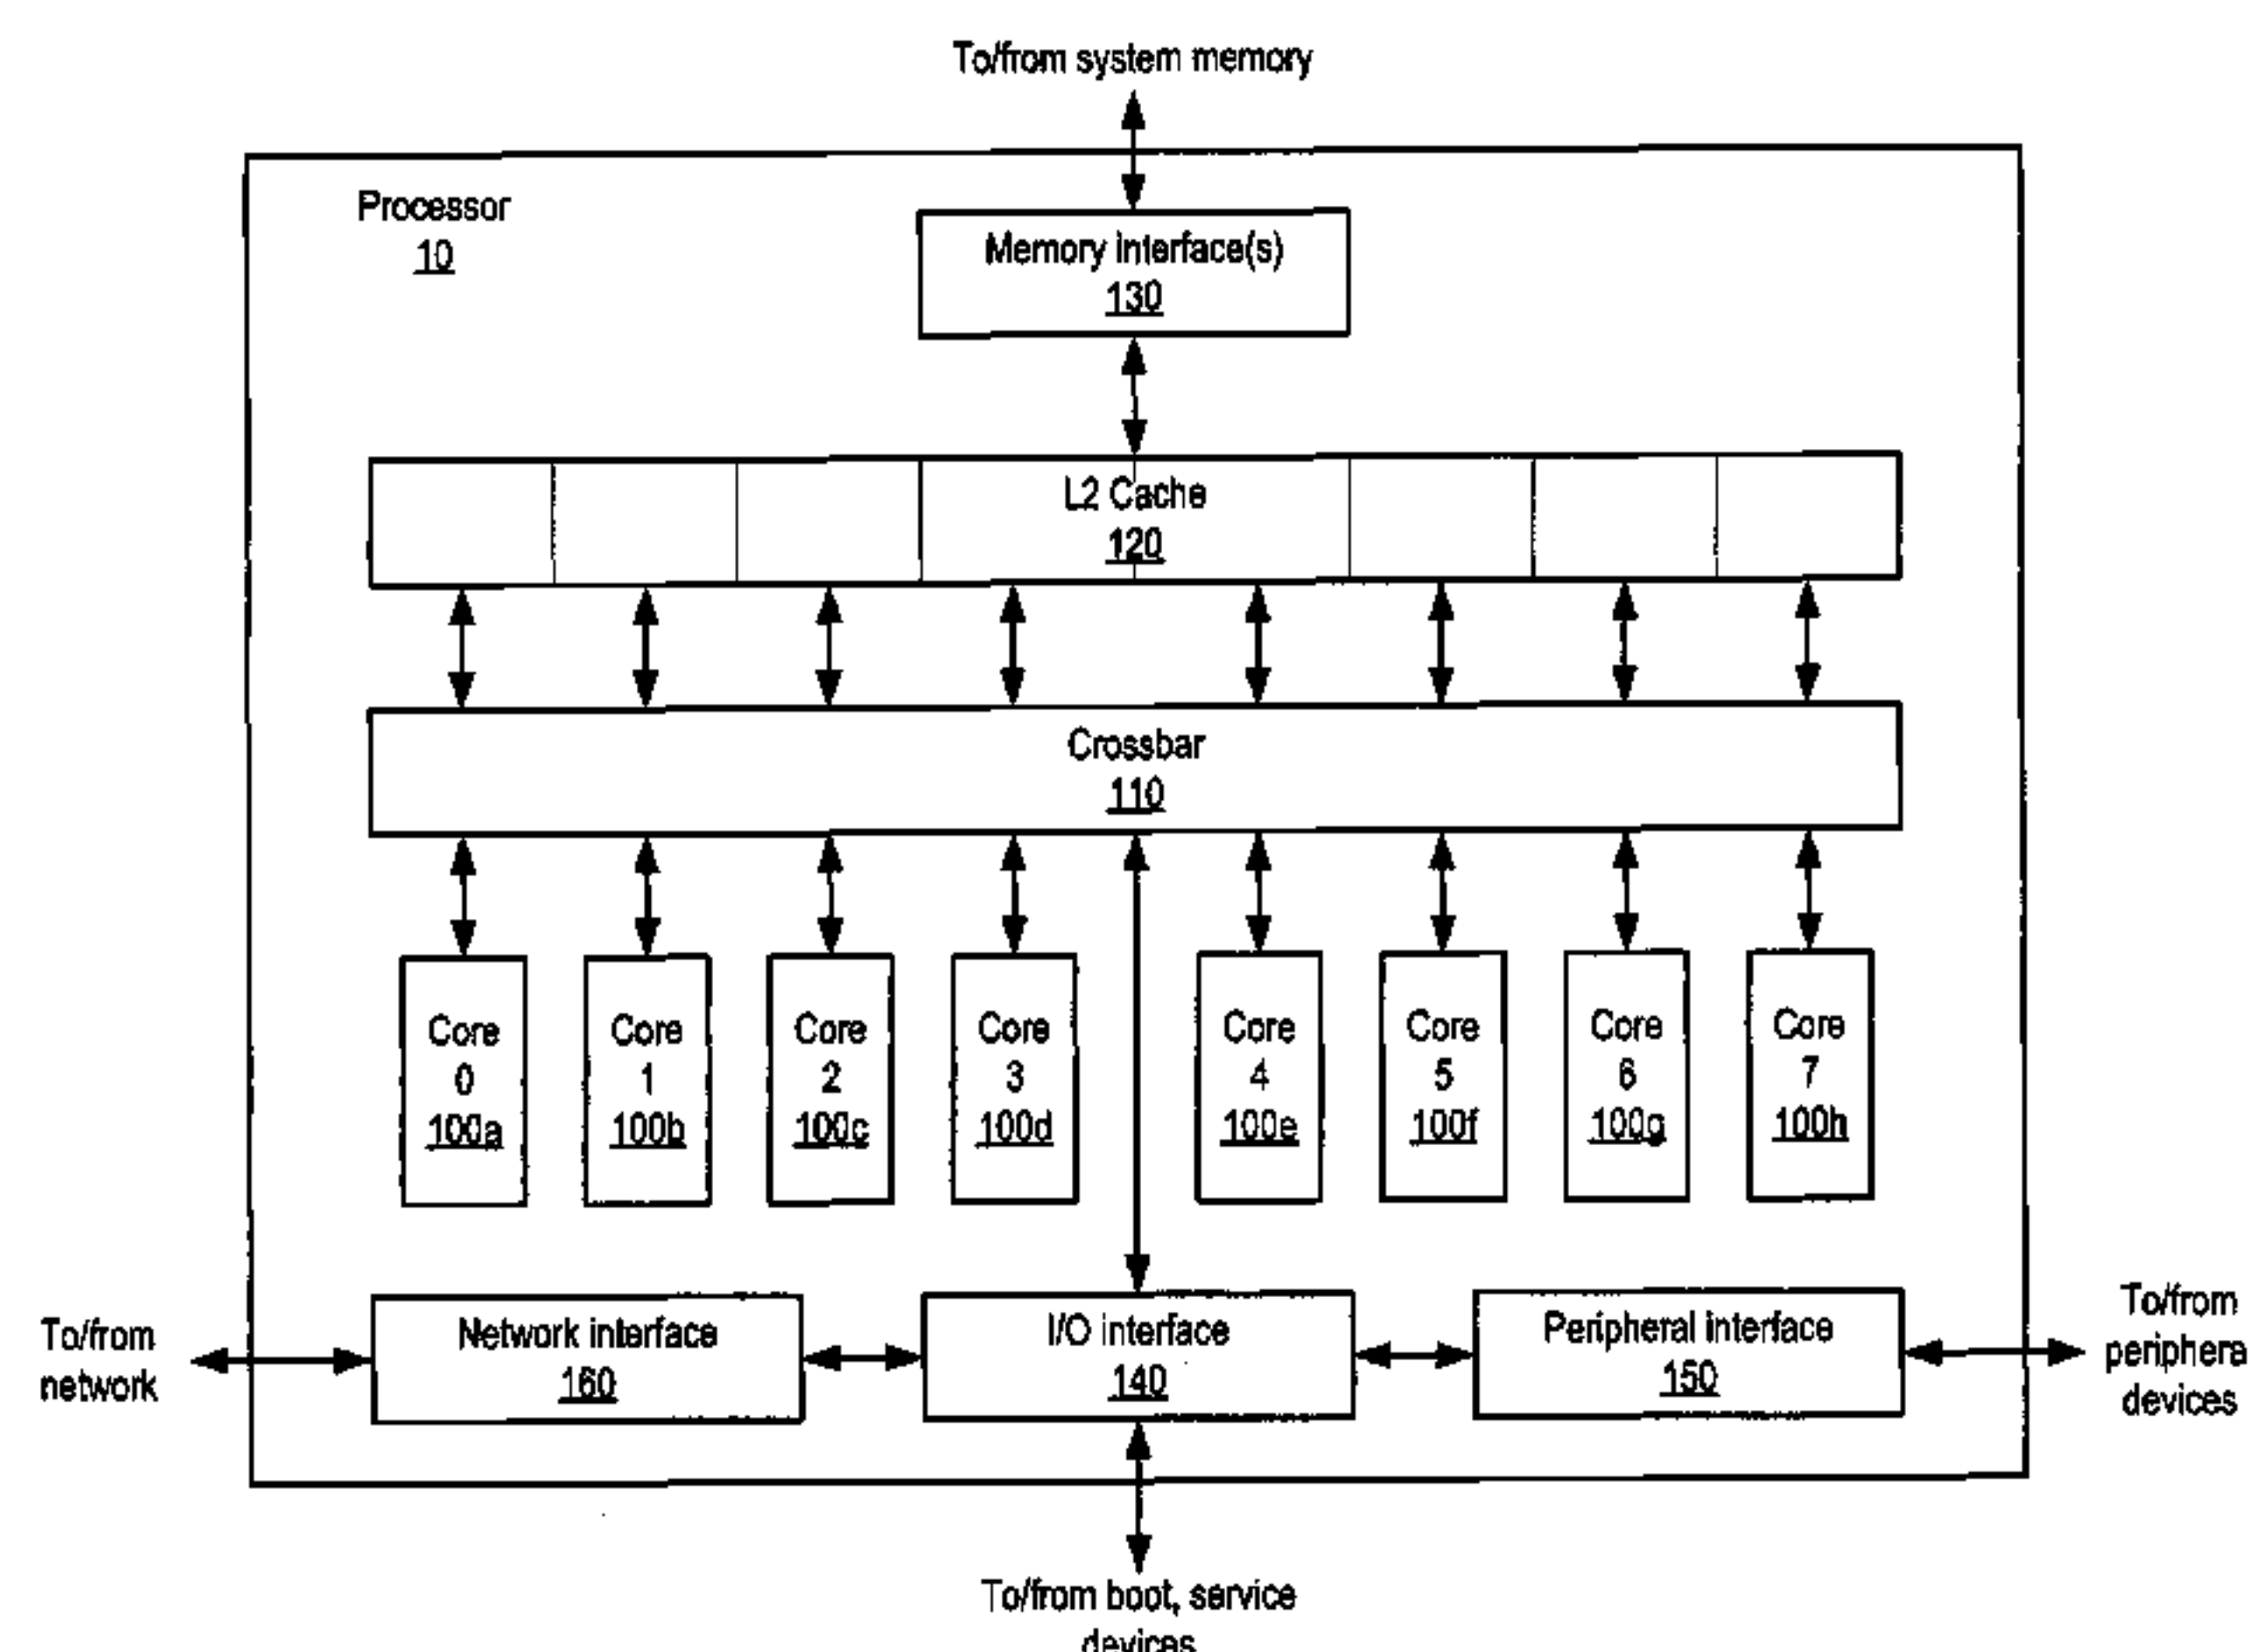 To/from system memory
Processor
10
Memory interface(s)
130
L2 Cache
120
Crossbar
110
Core
0
100a
Core
1
100b
Core
2
100c
Core
3
100d
Core
4
100e
Core
5
100f
Core
6
100g
Core
7
100h
To/from
network
Network interface
160
I/O interface
140
Peripheral interface
150
To/from
periphera
devices
To/from boot, service
devices